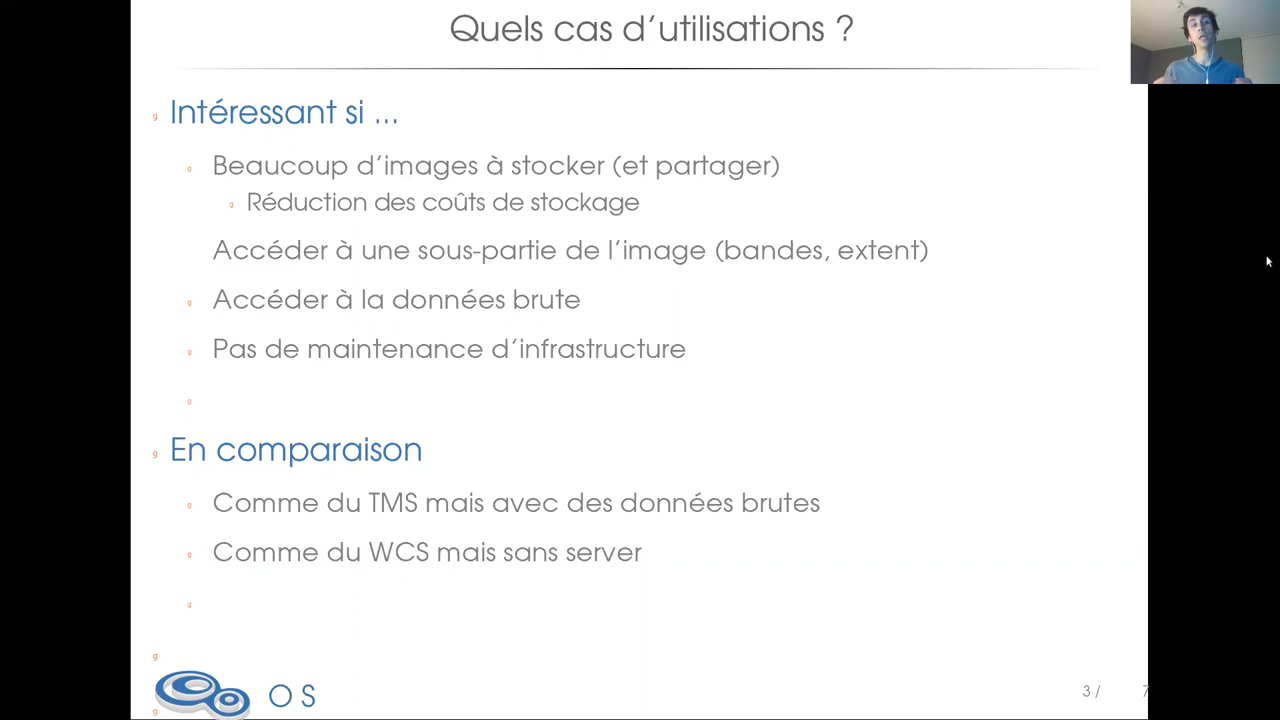 Quels cas d’utilisations ?
g Intéressant si ...
g Beaucoup d’images à stocker (et partager)
g Réduction des coûts de stockage
Accéder à une sous-partie de l’image (bandes, extent)
g Accéder à la données brute
g Pas de maintenance d’infrastructure
g
g En comparaison
g Comme du TMS mais avec des données brutes
g Comme du WCS mais sans server
g
g
O S
3 / 7
g